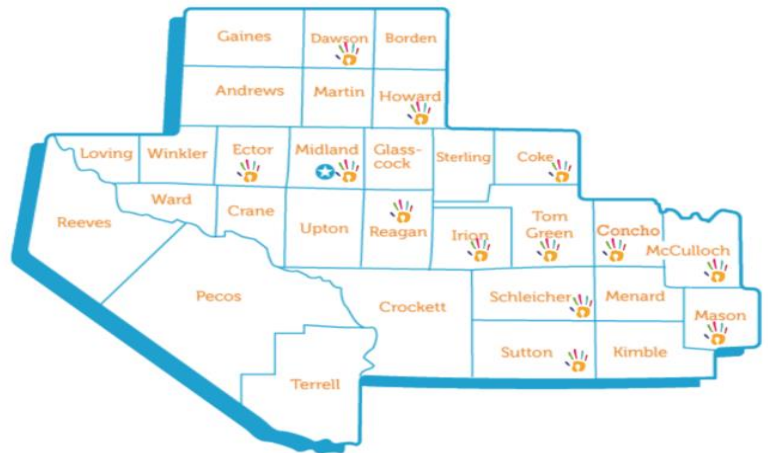 Gaines Dawson Borden
Andrews Martin Howard
Loving Winkler Ector Midland Glass-
cock Sterling Coke
Reeves Ward Crane Upton Reagan Irion Tom
Green Concho McCulloch
Pecos Crockett Schleicher Menard Mason
Terrell Sutton Kimble